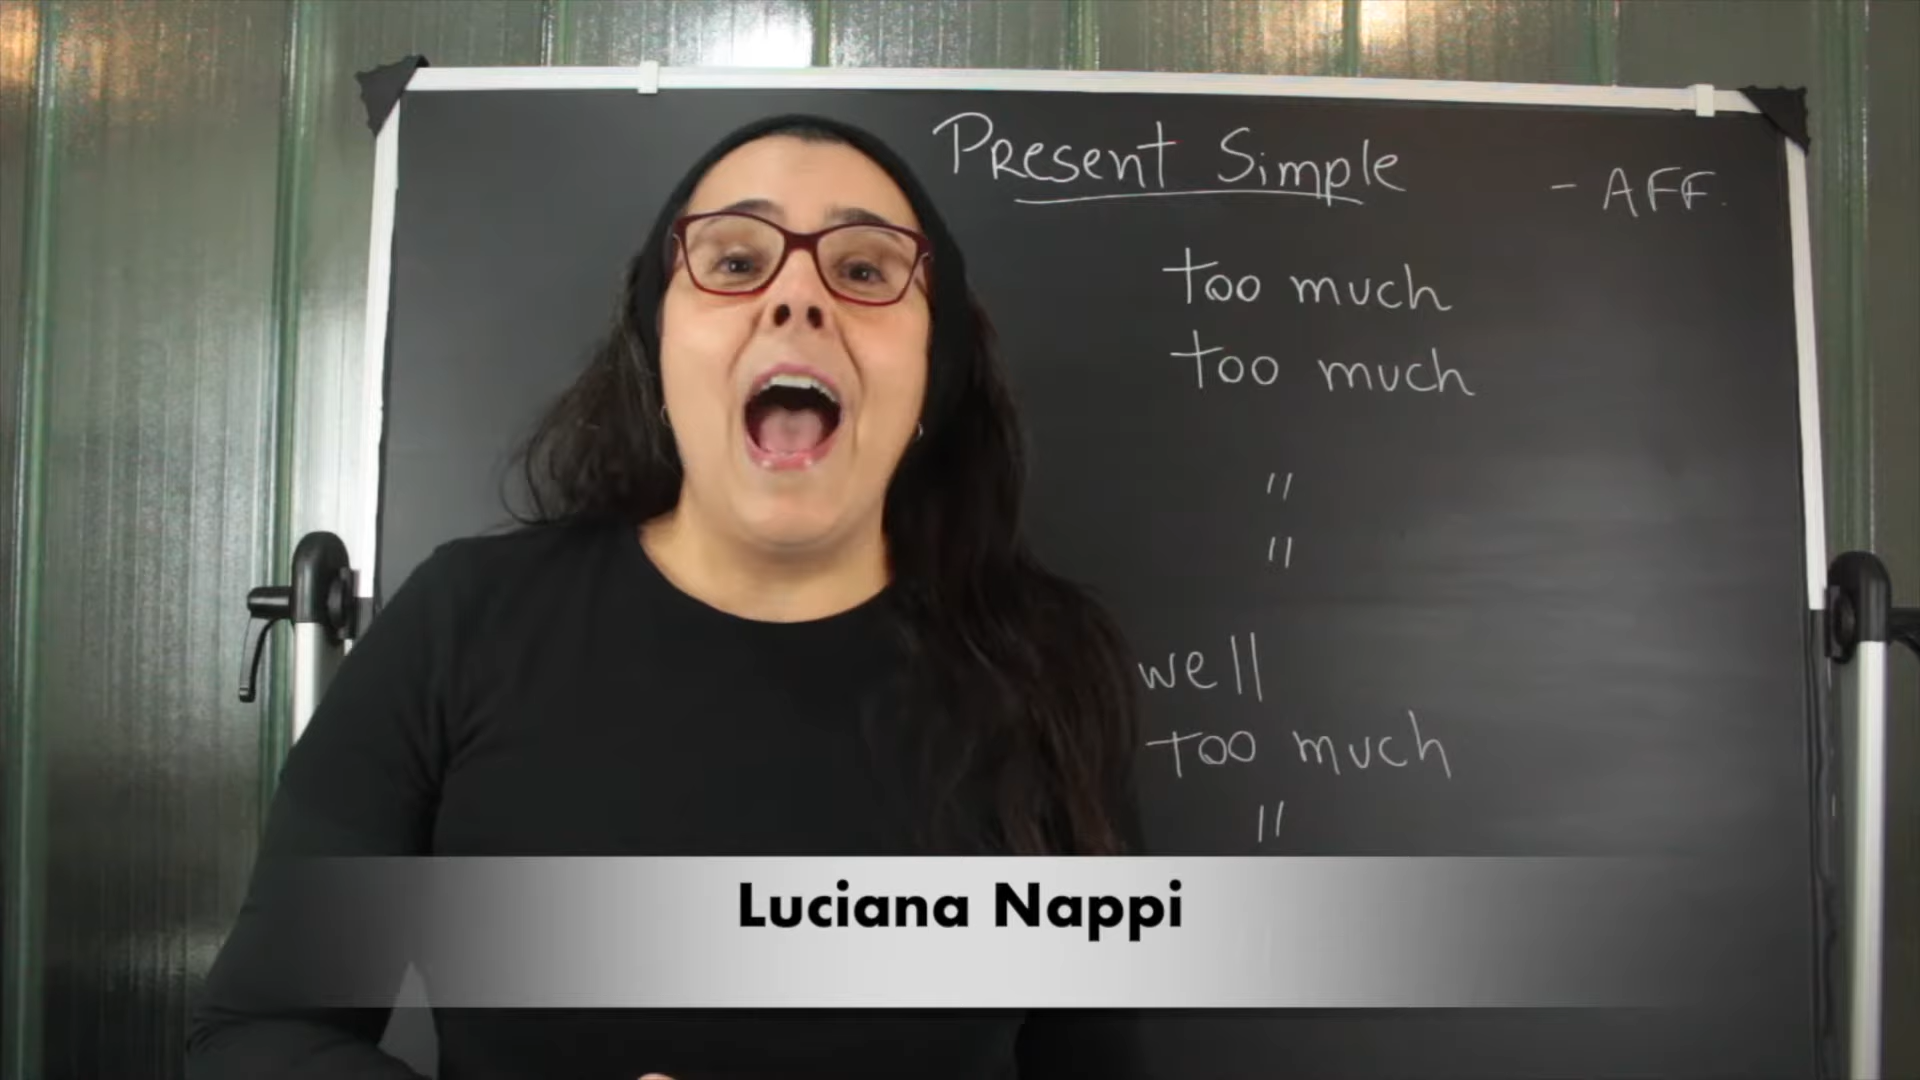 Present Simple - AFF.
too much
too much
"
"
well
too much
"
Luciana Nappi